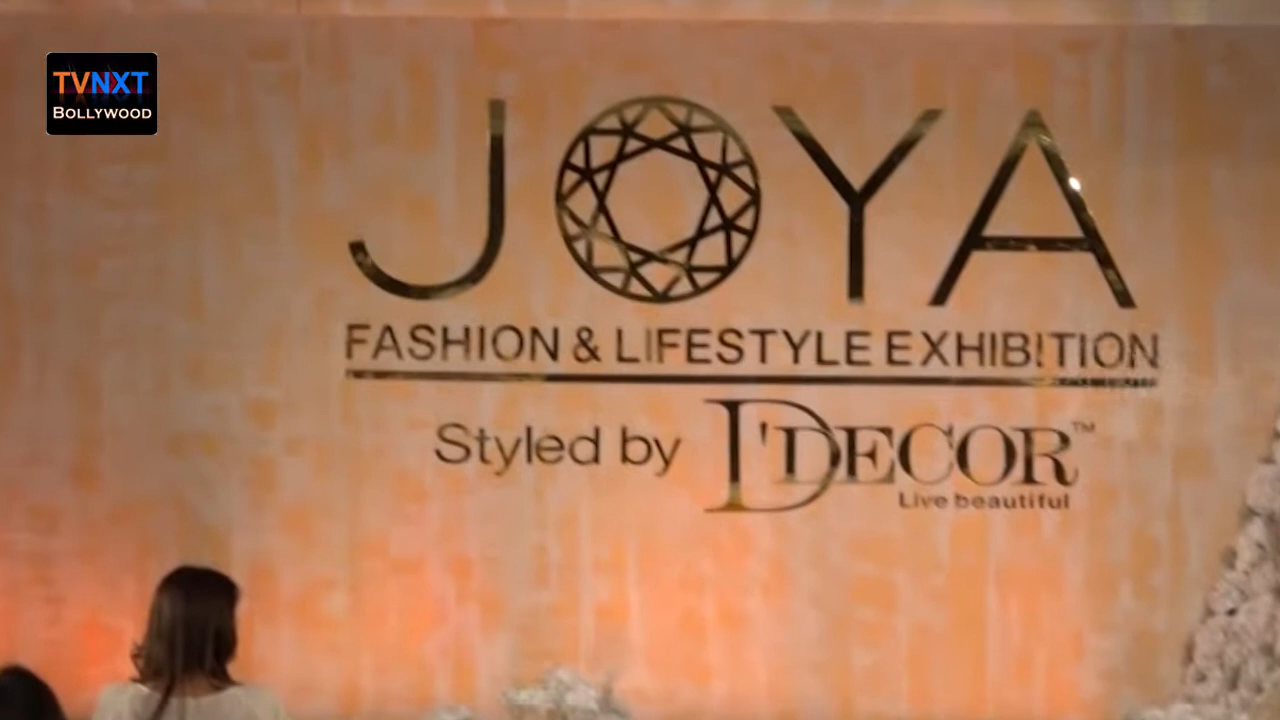 TVNXT
BOLLYWOOD
JOYA
FASHION & LIFESTYLE EXHIBITION
Styled by D'DECOR™
Live beautiful